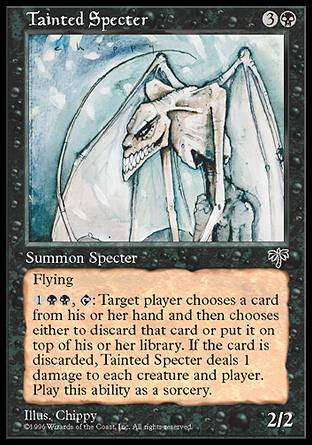 Tainted Specter 3
Summon Specter
Flying
1, : Target player chooses a card
from his or her hand and then chooses
either to discard that card or put it on
top of his or her library. If the card is
discarded, Tainted Specter deals 1
damage to each creature and player.
Play this ability as a sorcery.
Illus. Chippy 2/2
©1996 Wizards of the Coast, Inc. All rights reserved.